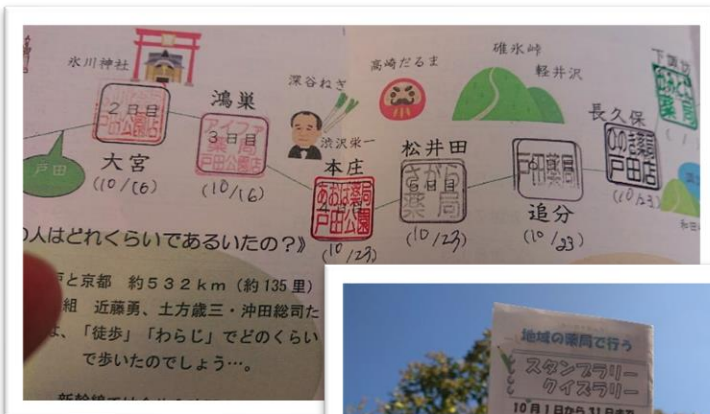 氷川神社
2日目
戸田公園店
大宮
(10/16)
戸田
鴻巣
アイファ
薬局
3日目
戸田公園店
(10/16)
深谷ねぎ
渋沢栄一
本庄
あおば薬局
戸田公園
(10/23)
高崎だるま
松井田
さがら
6日目
薬局
(10/23)
碓氷峠
軽井沢
戸田薬局
追分
(10/23)
長久保
ののま薬局
戸田店
(10/23)
下諏訪
和田
の人はどれくらいであるいたの?》
戸と京都 約532km(約135里)
組 近藤勇、土方歳三・沖田総司た
は、「徒歩」「わらじ」でどのくらい
で歩いたのでしょう…。
地域の薬局で行う
スタンプラリー
クイズラリー
10月1日から31日